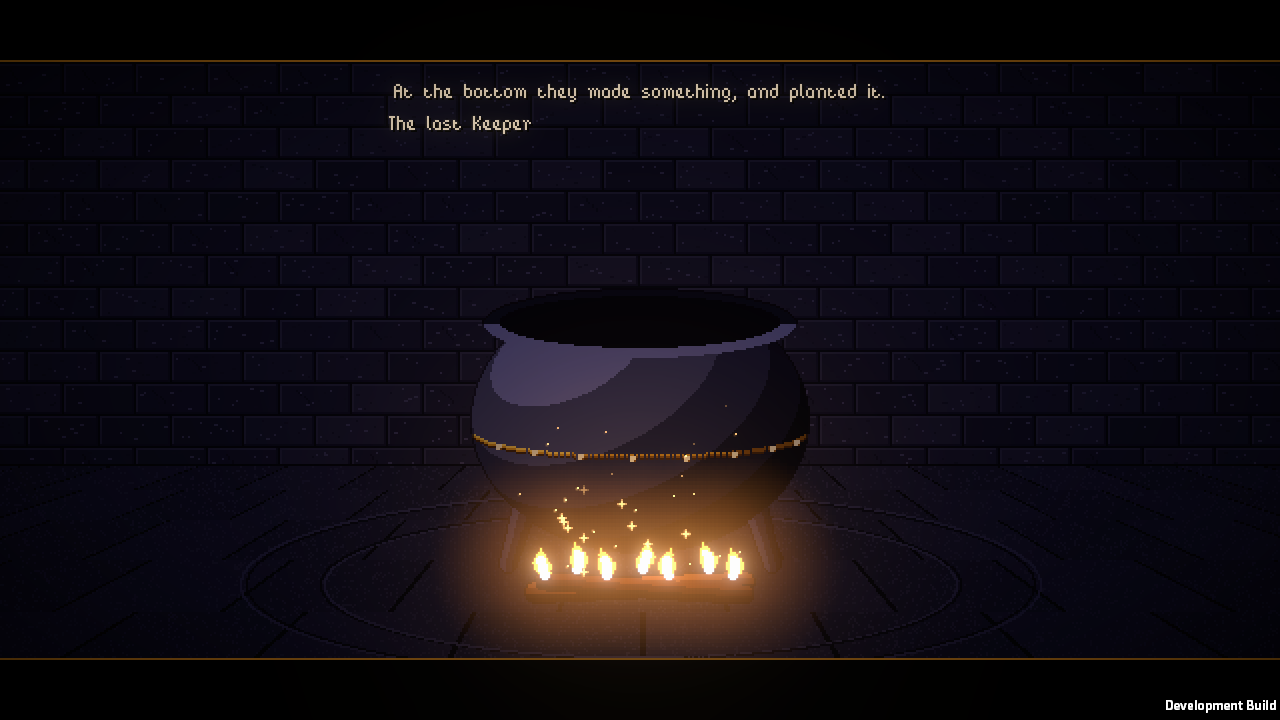 At the bottom they made something, and planted it.
The last Keeper
Development Build